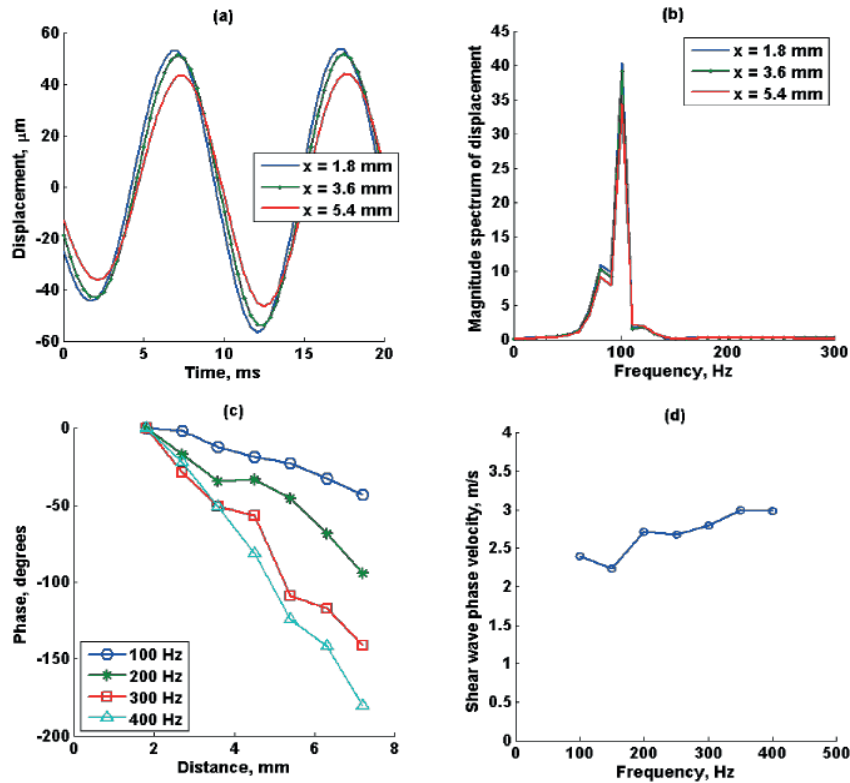 (a)
60
40
20
0
-20
-40
-60
Displacement, μm
x = 1.8 mm
x = 3.6 mm
x = 5.4 mm
0 5 10 15 20
Time, ms
(b)
45
40
35
30
25
20
15
10
5
0
Magnitude spectrum of displacement
x = 1.8 mm
x = 3.6 mm
x = 5.4 mm
0 100 200 300
Frequency, Hz
(c)
0
-50
-100
-150
-200
Phase, degrees
100 Hz
200 Hz
300 Hz
400 Hz
0 2 4 6 8
Distance, mm
(d)
4
3.5
3
2.5
2
1.5
1
0.5
0
Shear wave phase velocity, m/s
0 100 200 300 400 500
Frequency, Hz